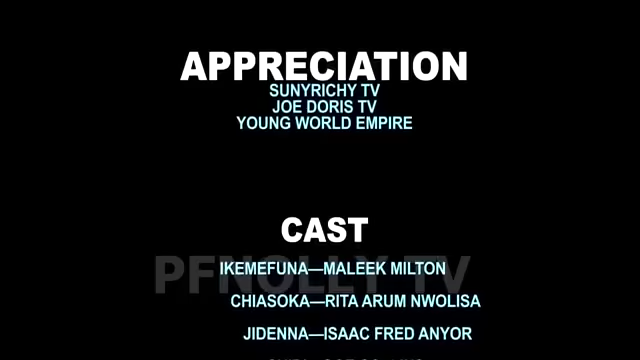 APPRECIATION
SUNYRICHY TV
JOE DORIS TV
YOUNG WORLD EMPIRE
CAST
PFNOLLY TV
IKEMEFUNA—MALEEK MILTON
CHIASOKA—RITA ARUM NWOLISA
JIDENNA—ISAAC FRED ANYOR